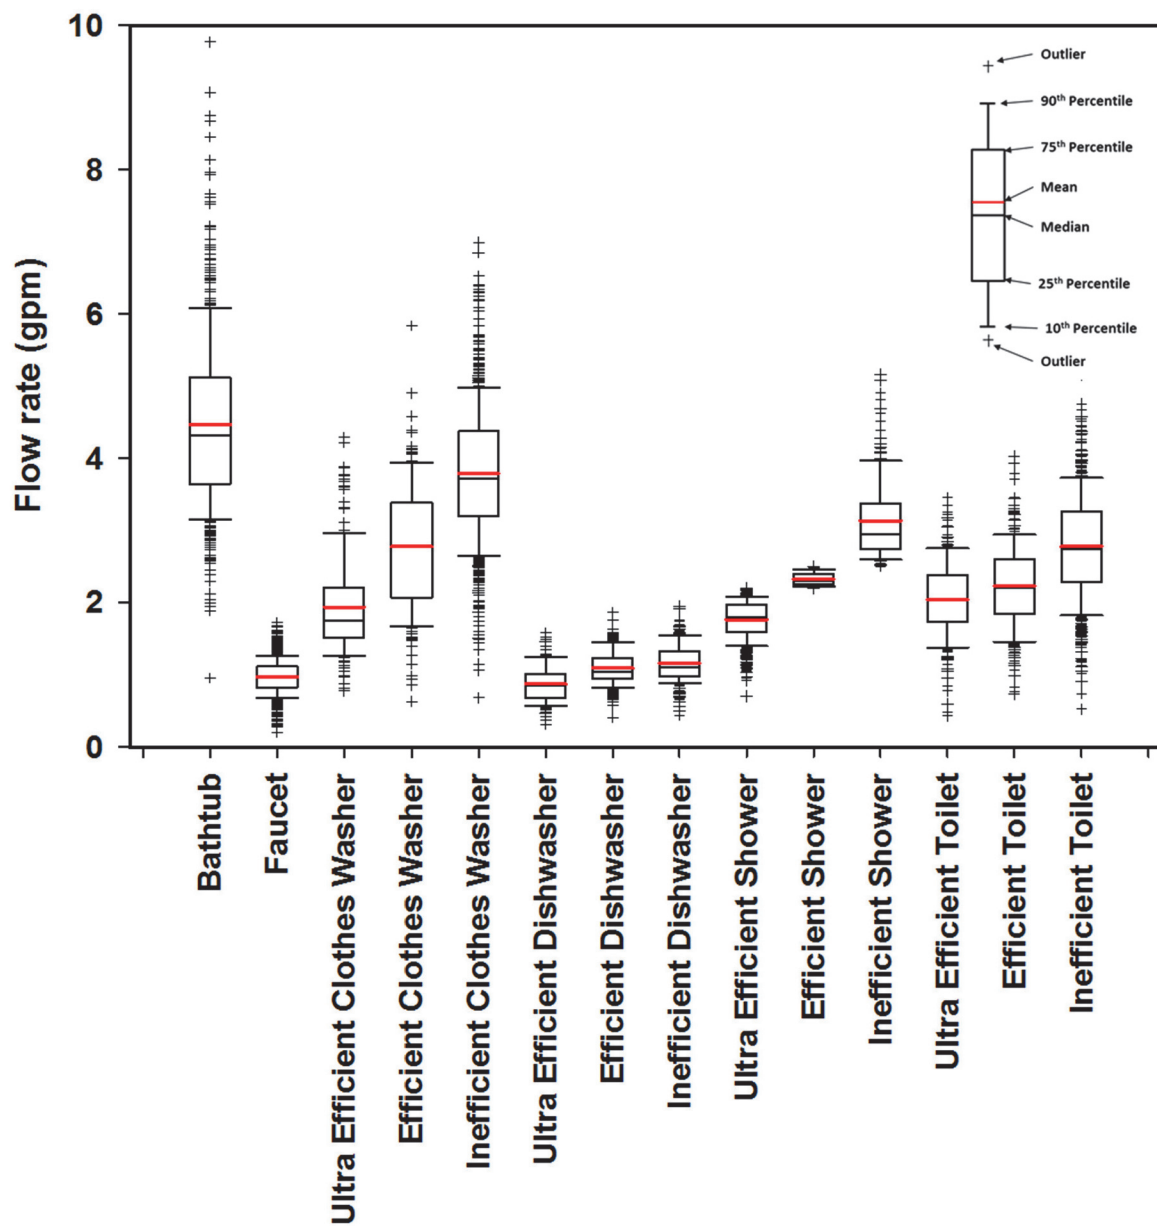 10
8
6
4
2
0
Flow rate (gpm)
Outlier
90th Percentile
75th Percentile
Mean
Median
25th Percentile
10th Percentile
Outlier
Bathtub
Faucet
Ultra Efficient Clothes Washer
Efficient Clothes Washer
Inefficient Clothes Washer
Ultra Efficient Dishwasher
Efficient Dishwasher
Inefficient Dishwasher
Ultra Efficient Shower
Efficient Shower
Inefficient Shower
Ultra Efficient Toilet
Efficient Toilet
Inefficient Toilet